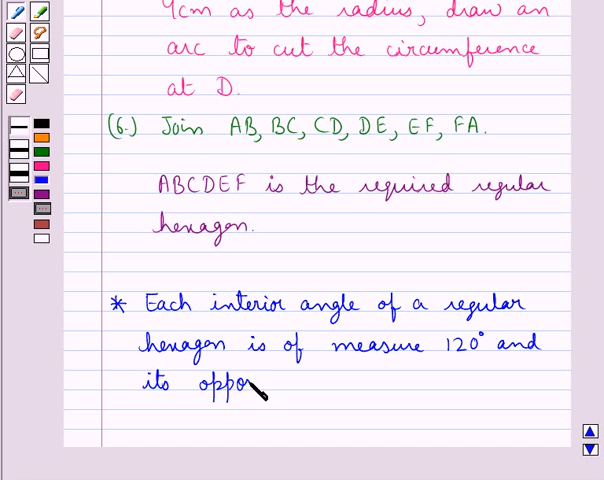 4cm as the radius, draw an
arc to cut the circumference
at D.
(6.) Join AB, BC, CD, DE, EF, FA.
ABCDEF is the required regular
hexagon.
* Each interior angle of a regular
hexagon is of measure 120° and
its oppo